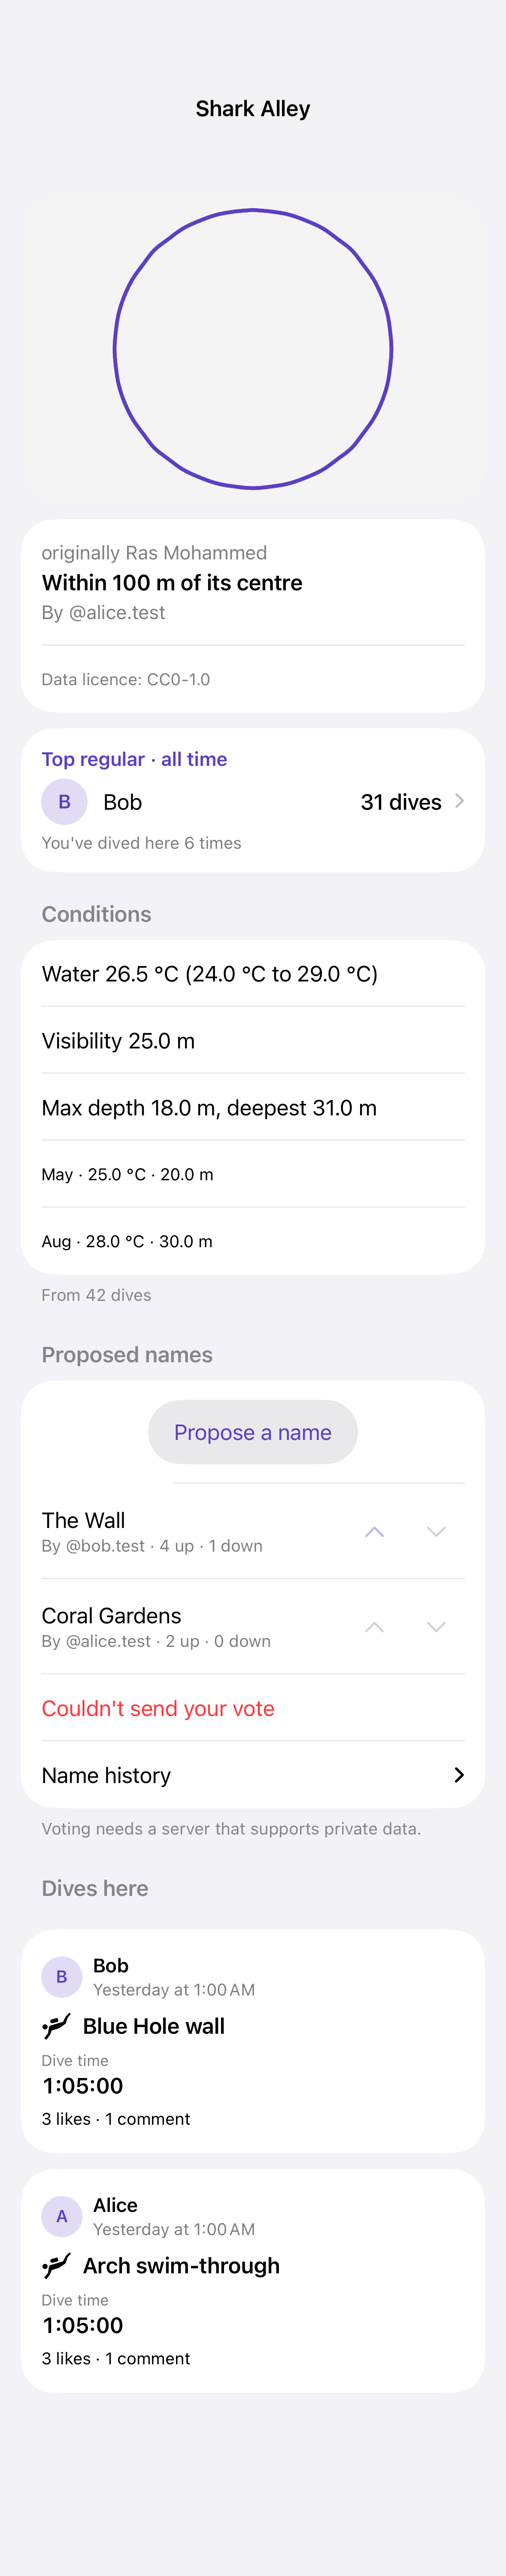 Shark Alley
originally Ras Mohammed
Within 100 m of its centre
By @alice.test
Data licence: CC0-1.0
Top regular · all time
B
Bob
31 dives
You've dived here 6 times
Conditions
Water 26.5 °C (24.0 °C to 29.0 °C)
Visibility 25.0 m
Max depth 18.0 m, deepest 31.0 m
May · 25.0 °C · 20.0 m
Aug · 28.0 °C · 30.0 m
From 42 dives
Proposed names
Propose a name
The Wall
By @bob.test · 4 up · 1 down
Coral Gardens
By @alice.test · 2 up · 0 down
Couldn't send your vote
Name history
Voting needs a server that supports private data.
Dives here
B
Bob
Yesterday at 1:00 AM
Blue Hole wall
Dive time
1:05:00
3 likes · 1 comment
A
Alice
Yesterday at 1:00 AM
Arch swim-through
Dive time
1:05:00
3 likes · 1 comment